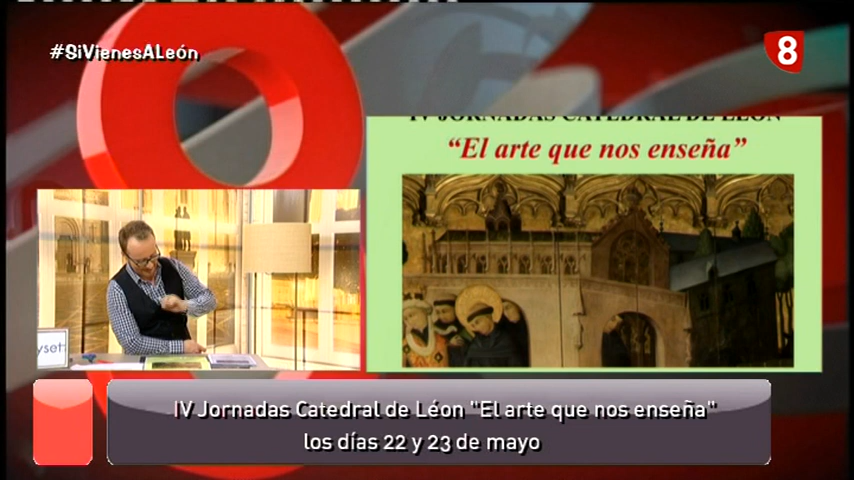 #SiVienesALeón
8
IV JORNADAS CATEDRAL DE LEÓN
“El arte que nos enseña”
yset
IV Jornadas Catedral de Léon "El arte que nos enseña"
los días 22 y 23 de mayo